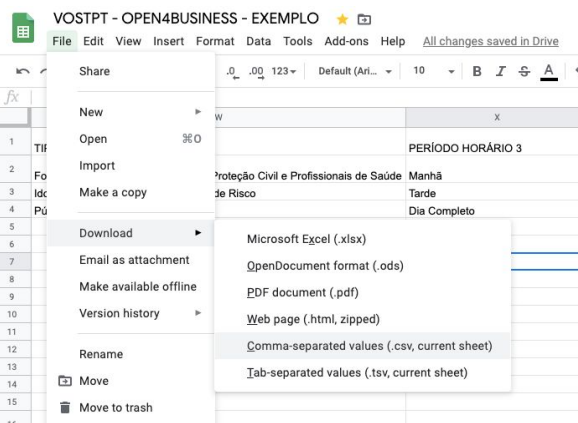 VOSTPT - OPEN4BUSINESS - EXEMPLO
File Edit View Insert Format Data Tools Add-ons Help All changes saved in Drive
.0 .00 123 Default (Ari... 10 B I S A
fx
W X
1 TI PERÍODO HORÁRIO 3
2 Fo Proteção Civil e Profissionais de Saúde Manhã
3 Ido de Risco Tarde
4 Pú Dia Completo
5
6
7
8
9
10
11
12
13
14
15
Share
New
Open ⌘O
Import
Make a copy
Download
Email as attachment
Make available offline
Version history
Rename
Move
Move to trash
Microsoft Excel (.xlsx)
OpenDocument format (.ods)
PDF document (.pdf)
Web page (.html, zipped)
Comma-separated values (.csv, current sheet)
Tab-separated values (.tsv, current sheet)